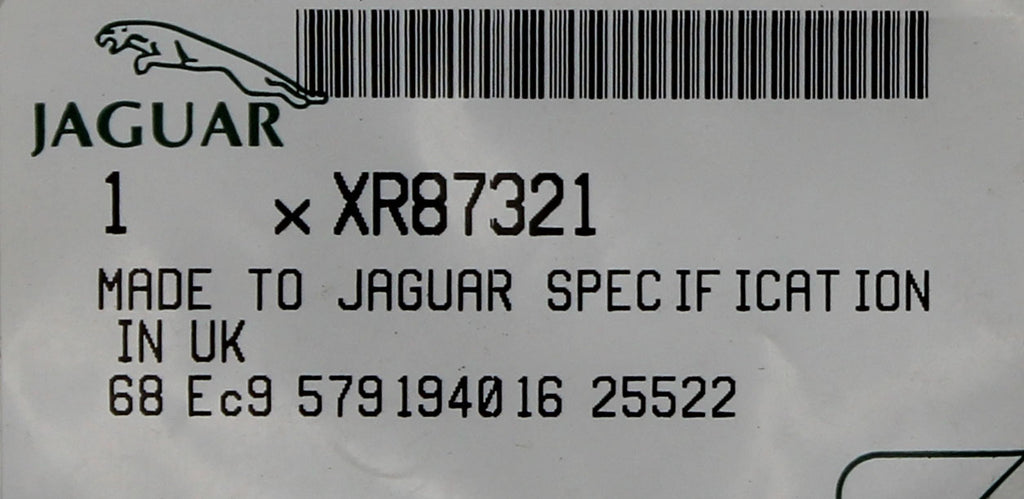 JAGUAR
1 x XR87321
MADE TO JAGUAR SPECIFICATION
IN UK
68 Ec9 579194016 25522